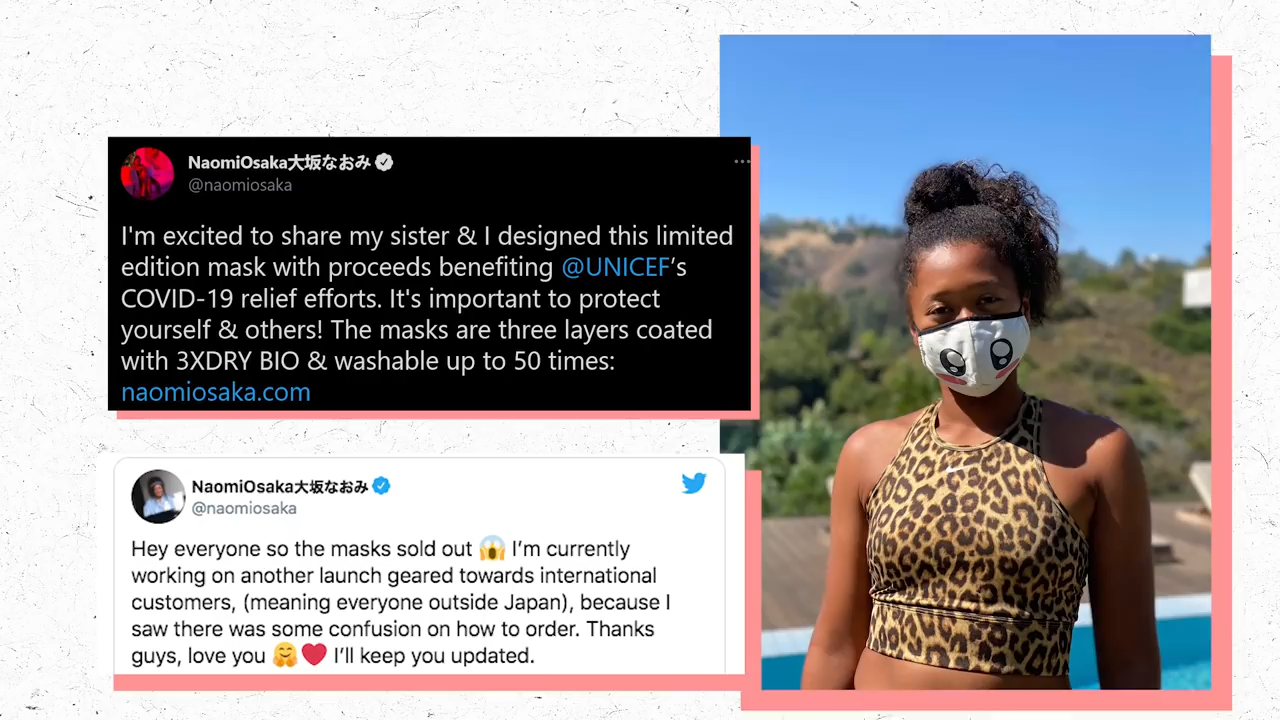 NaomiOsaka大坂なおみ
@naomiosaka
I'm excited to share my sister & I designed this limited
edition mask with proceeds benefiting @UNICEF's
COVID-19 relief efforts. It's important to protect
yourself & others! The masks are three layers coated
with 3XDRY BIO & washable up to 50 times:
naomiosaka.com
NaomiOsaka大坂なおみ
@naomiosaka
Hey everyone so the masks sold out 😱 I’m currently
working on another launch geared towards international
customers, (meaning everyone outside Japan), because I
saw there was some confusion on how to order. Thanks
guys, love you 🤗❤️ I’ll keep you updated.